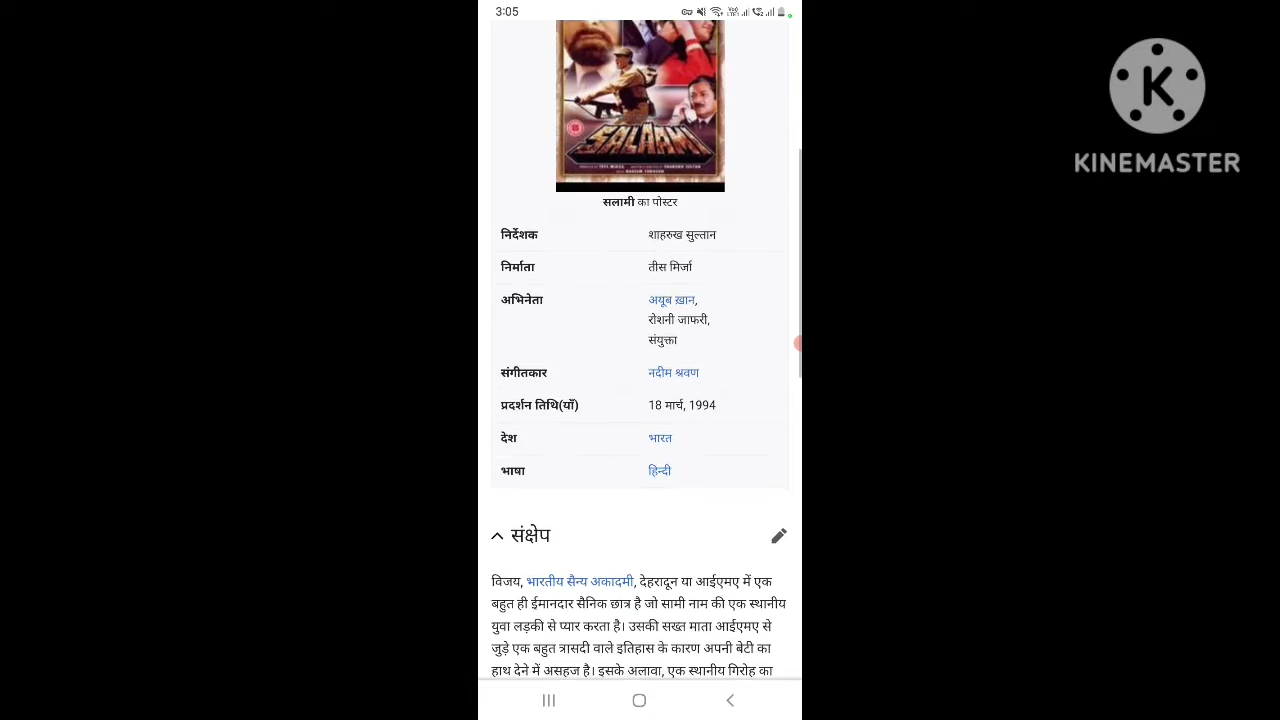 3:05
K
KINEMASTER
SALAAMI
सलामी का पोस्टर
निर्देशक शाहरुख सुल्तान
निर्माता तीस मिर्जा
अभिनेता अयूब ख़ान,
रोशनी जाफरी,
संयुक्ता
संगीतकार नदीम श्रवण
प्रदर्शन तिथि(याँ) 18 मार्च, 1994
देश भारत
भाषा हिन्दी
संक्षेप
विजय, भारतीय सैन्य अकादमी, देहरादून या आईएमए में एक
बहुत ही ईमानदार सैनिक छात्र है जो सामी नाम की एक स्थानीय
युवा लड़की से प्यार करता है। उसकी सख्त माता आईएमए से
जुड़े एक बहुत त्रासदी वाले इतिहास के कारण अपनी बेटी का
हाथ देने में असहज है। इसके अलावा, एक स्थानीय गिरोह का